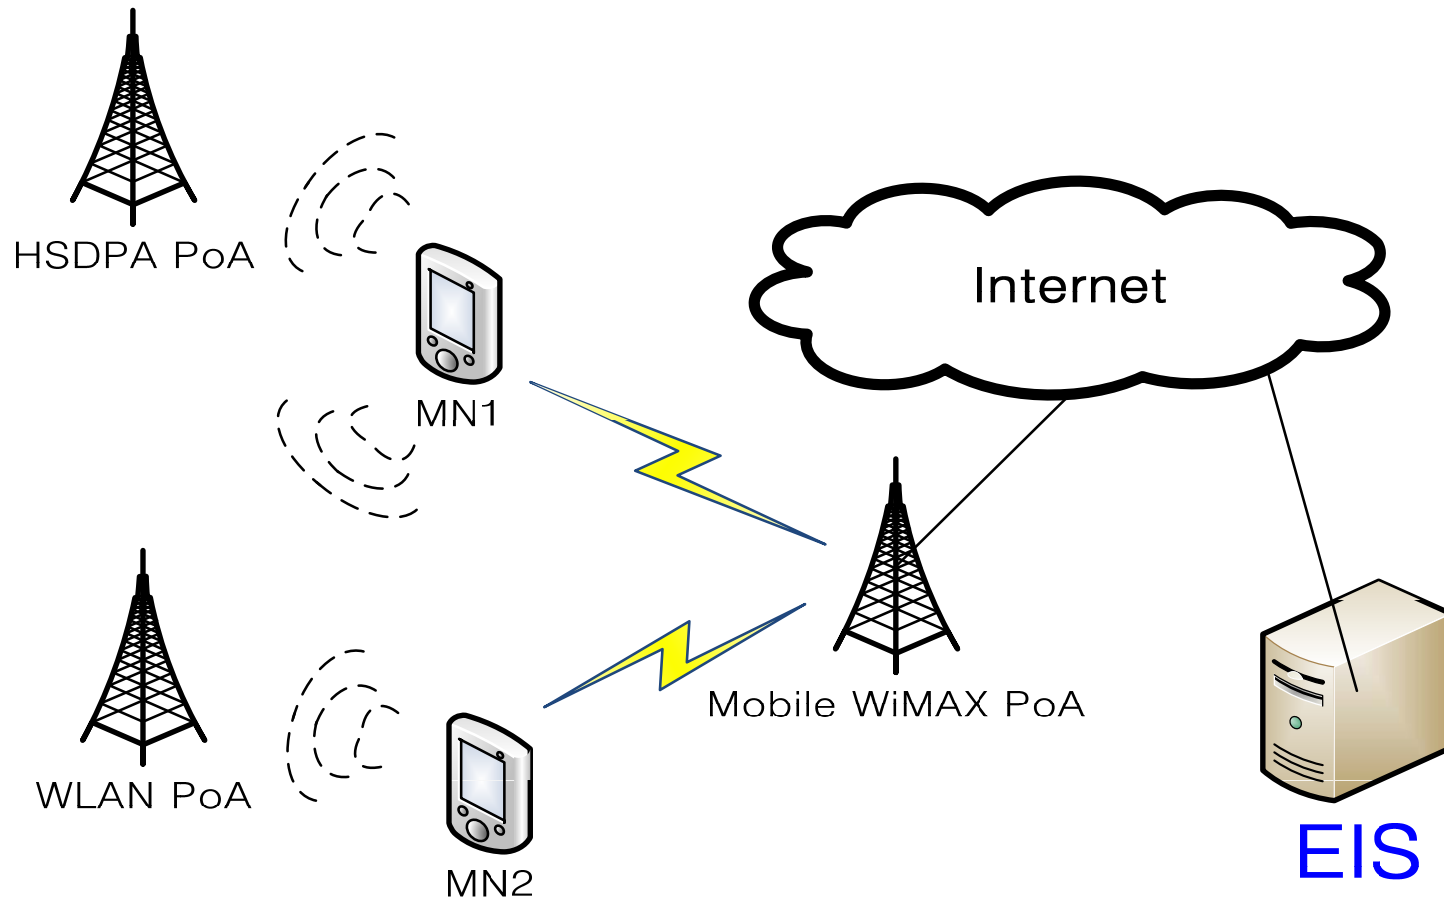 HSDPA PoA
Internet
MN1
Mobile WiMAX PoA
WLAN PoA
EIS
MN2